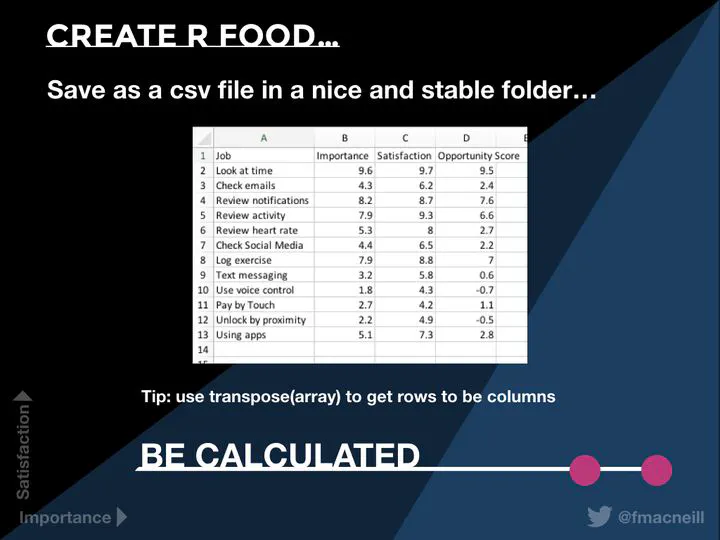 CREATE R FOOD...
Save as a csv file in a nice and stable folder...
A B C D E
1 Job Importance Satisfaction Opportunity Score
2 Look at time 9.6 9.7 9.5
3 Check emails 4.3 6.2 2.4
4 Review notifications 8.2 8.7 7.6
5 Review activity 7.9 9.3 6.6
6 Review heart rate 5.3 8 2.7
7 Check Social Media 4.4 6.5 2.2
8 Log exercise 7.9 8.8 7
9 Text messaging 3.2 5.8 0.6
10 Use voice control 1.8 4.3 -0.7
11 Pay by Touch 2.7 4.2 1.1
12 Unlock by proximity 2.2 4.9 -0.5
13 Using apps 5.1 7.3 2.8
14
15
Tip: use transpose(array) to get rows to be columns
BE CALCULATED
Satisfaction
Importance
@fmacneill